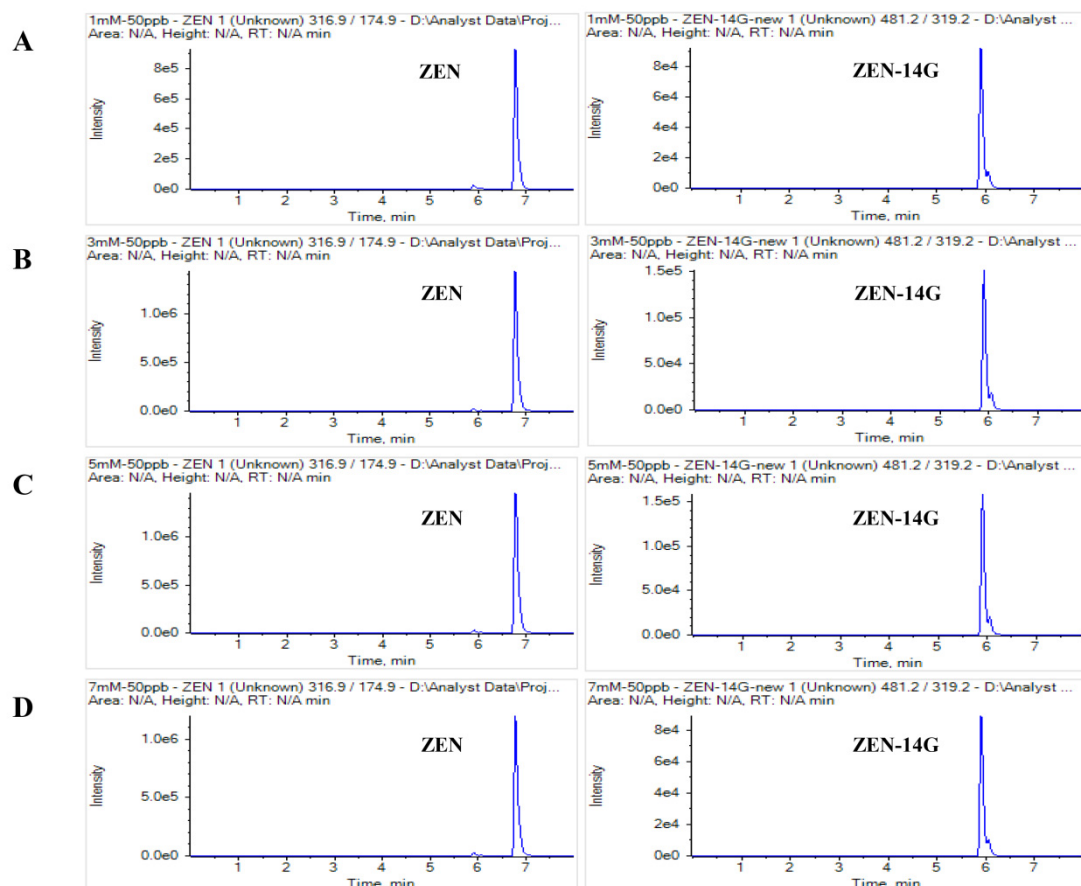 A
1mM-50ppb - ZEN 1 (Unknown) 316.9 / 174.9 - D:\Analyst Data\Proj...
Area: N/A, Height: N/A, RT: N/A min
ZEN
Intensity
8e5
6e5
4e5
2e5
0e0
1 2 3 4 5 6 7
Time, min
1mM-50ppb - ZEN-14G-new 1 (Unknown) 481.2 / 319.2 - D:\Analyst ...
Area: N/A, Height: N/A, RT: N/A min
ZEN-14G
Intensity
8e4
6e4
4e4
2e4
0e0
1 2 3 4 5 6 7
Time, min
B
3mM-50ppb - ZEN 1 (Unknown) 316.9 / 174.9 - D:\Analyst Data\Proj...
Area: N/A, Height: N/A, RT: N/A min
ZEN
Intensity
1.0e6
5.0e5
0.0e0
1 2 3 4 5 6 7
Time, min
3mM-50ppb - ZEN-14G-new 1 (Unknown) 481.2 / 319.2 - D:\Analyst ...
Area: N/A, Height: N/A, RT: N/A min
ZEN-14G
Intensity
1.5e5
1.0e5
5.0e4
0.0e0
1 2 3 4 5 6 7
Time, min
C
5mM-50ppb - ZEN 1 (Unknown) 316.9 / 174.9 - D:\Analyst Data\Proj...
Area: N/A, Height: N/A, RT: N/A min
ZEN
Intensity
1.0e6
5.0e5
0.0e0
1 2 3 4 5 6 7
Time, min
5mM-50ppb - ZEN-14G-new 1 (Unknown) 481.2 / 319.2 - D:\Analyst ...
Area: N/A, Height: N/A, RT: N/A min
ZEN-14G
Intensity
1.5e5
1.0e5
5.0e4
0.0e0
1 2 3 4 5 6 7
Time, min
D
7mM-50ppb - ZEN 1 (Unknown) 316.9 / 174.9 - D:\Analyst Data\Proj...
Area: N/A, Height: N/A, RT: N/A min
ZEN
Intensity
1.0e6
5.0e5
0.0e0
1 2 3 4 5 6 7
Time, min
7mM-50ppb - ZEN-14G-new 1 (Unknown) 481.2 / 319.2 - D:\Analyst ...
Area: N/A, Height: N/A, RT: N/A min
ZEN-14G
Intensity
8e4
6e4
4e4
2e4
0e0
1 2 3 4 5 6 7
Time, min